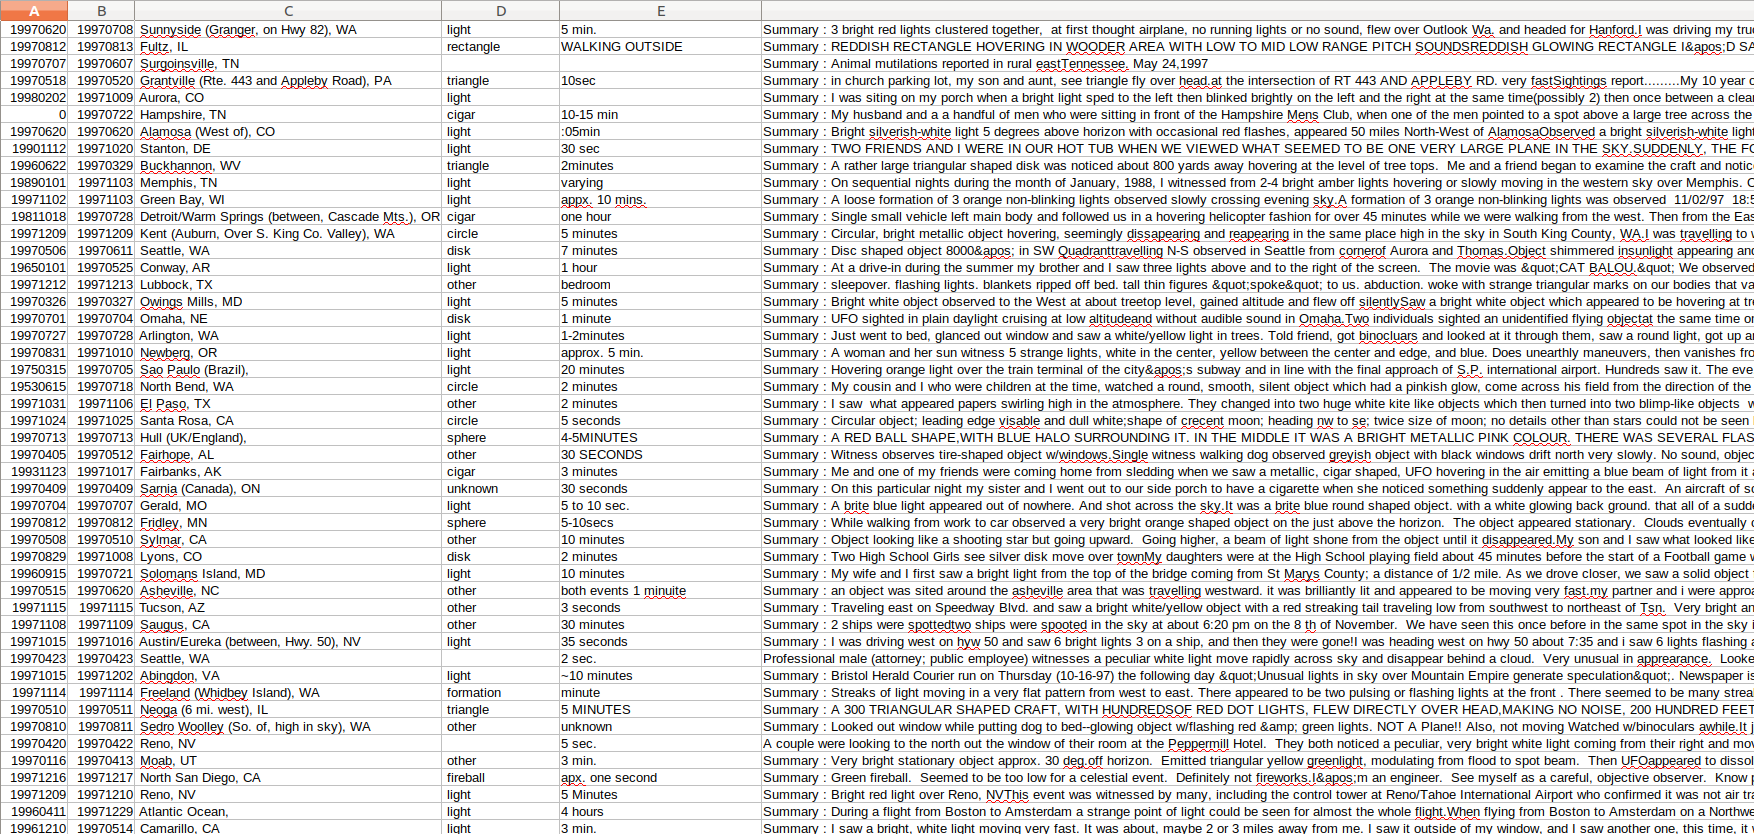 A B C D E
19970620 19970708 Sunnyside (Granger, on Hwy 82), WA light 5 min. Summary : 3 bright red lights clustered together,  at first thought airplane, no running lights or no sound, flew over Outlook Wa, and headed for Hanford.I was driving my
19970812 19970813 Fultz, IL rectangle WALKING OUTSIDE Summary : REDDISH RECTANGLE HOVERING IN WOODER AREA WITH LOW TO MID LOW RANGE PITCH SOUNDSREDDISH GLOWING RECTANGLE I&apos;D
19970707 19970607 Surgoinsville, TN Summary : Animal mutilations reported in rural eastTennessee. May 24,1997
19970518 19970520 Grantville (Rte. 443 and Appleby Road), PA triangle 10sec Summary : in church parking lot, my son and aunt, see triangle fly over head.at the intersection of RT 443 AND APPLEBY RD. very fastSightings report.........My 10 year
19980202 19971009 Aurora, CO light Summary : I was siting on my porch when a bright light sped to the left then blinked brightly on the left and the right at the same time(possibly 2) then once between a
0 19970722 Hampshire, TN cigar 10-15 min Summary : My husband and a a handful of men who were sitting in front of the Hampshire Mens Club, when one of the men pointed to a spot above a large tree across the
19970620 19970620 Alamosa (West of), CO light :05min Summary : Bright silverish-white light 5 degrees above horizon with occasional red flashes, appeared 50 miles North-West of AlamosaObserved a bright silverish-white
19901112 19971020 Stanton, DE light 30 sec Summary : TWO FRIENDS AND I WERE IN OUR HOT TUB WHEN WE VIEWED WHAT SEEMED TO BE ONE VERY LARGE PLANE IN THE SKY.SUDDENLY, THE
19960622 19970329 Buckhannon, WV triangle 2minutes Summary : A rather large triangular shaped disk was noticed about 800 yards away hovering at the level of tree tops.  Me and a friend began to examine the craft and
19890101 19971103 Memphis, TN light varying Summary : On sequential nights during the month of January, 1988, I witnessed from 2-4 bright amber lights hovering or slowly moving in the western sky over Memphis.
19971102 19971103 Green Bay, WI light appx. 10 mins. Summary : A loose formation of 3 orange non-blinking lights observed slowly crossing evening sky.A formation of 3 orange non-blinking lights was observed  11/02/97
19811018 19970728 Detroit/Warm Springs (between, Cascade Mts.), OR cigar one hour Summary : Single small vehicle left main body and followed us in a hovering helicopter fashion for over 45 minutes while we were walking from the west. Then from the
19971209 19971209 Kent (Auburn, Over S. King Co. Valley), WA circle 5 minutes Summary : Circular, bright metallic object hovering, seemingly dissapearing and reapearing in the same place high in the sky in South King County, WA.I was travelling to
19970506 19970611 Seattle, WA disk 7 minutes Summary : Disc shaped object 8000&apos; in SW Quadranttravelling N-S observed in Seattle from cornerof Aurora and Thomas.Object shimmered insunlight appearing
19650101 19970525 Conway, AR light 1 hour Summary : At a drive-in during the summer my brother and I saw three lights above and to the right of the screen.  The movie was &quot;CAT BALOU.&quot; We observed
19971212 19971213 Lubbock, TX other bedroom Summary : sleepover. flashing lights. blankets ripped off bed. tall thin figures &quot;spoke&quot; to us. abduction. woke with strange triangular marks on our bodies that
19970326 19970327 Owings Mills, MD light 5 minutes Summary : Bright white object observed to the West at about treetop level, gained altitude and flew off silentlySaw a bright white object which appeared to be hovering at
19970701 19970704 Omaha, NE disk 1 minute Summary : UFO sighted in plain daylight cruising at low altitudeand without audible sound in Omaha.Two individuals sighted an unidentified flying objectat the same time
19970727 19970728 Arlington, WA light 1-2minutes Summary : Just went to bed, glanced out window and saw a white/yellow light in trees. Told friend, got binocluars and looked at it through them, saw a round light, got up
19970831 19971010 Newberg, OR light approx. 5 min. Summary : A woman and her sun witness 5 strange lights, white in the center, yellow between the center and edge, and blue. Does unearthly maneuvers, then vanishes
19750315 19970705 Sao Paulo (Brazil), light 20 minutes Summary : Hovering orange light over the train terminal of the city&apos;s subway and in line with the final approach of S.P. international airport. Hundreds saw it. The
19530615 19970718 North Bend, WA circle 2 minutes Summary : My cousin and I who were children at the time, watched a round, smooth, silent object which had a pinkish glow, come across his field from the direction of the
19971031 19971106 El Paso, TX other 2 minutes Summary : I saw  what appeared papers swirling high in the atmosphere. They changed into two huge white kite like objects which then turned into two blimp-like objects
19971024 19971025 Santa Rosa, CA circle 5 seconds Summary : Circular object; leading edge visable and dull white;shape of crecent moon; heading nw to se; twice size of moon; no details other than stars could not be seen
19970713 19970713 Hull (UK/England), sphere 4-5MINUTES Summary : A RED BALL SHAPE,WITH BLUE HALO SURROUNDING IT. IN THE MIDDLE IT WAS A BRIGHT METALLIC PINK COLOUR. THERE WAS SEVERAL
19970405 19970512 Fairhope, AL other 30 SECONDS Summary : Witness observes tire-shaped object w/windows.Single witness walking dog observed greyish object with black windows drift north very slowly. No sound,
19931123 19971017 Fairbanks, AK cigar 3 minutes Summary : Me and one of my friends were coming home from sledding when we saw a metallic, cigar shaped, UFO hovering in the air emitting a blue beam of light from it
19970409 19970409 Sarnia (Canada), ON unknown 30 seconds Summary : On this particular night my sister and I went out to our side porch to have a cigarette when she noticed something suddenly appear to the east.  An aircraft of
19970704 19970707 Gerald, MO light 5 to 10 sec. Summary : A brite blue light appeared out of nowhere. And shot across the sky.It was a brite blue round shaped object. with a white glowing back ground. that all of a
19970812 19970812 Fridley, MN sphere 5-10secs Summary : While walking from work to car observed a very bright orange shaped object on the just above the horizon.  The object appeared stationary.  Clouds eventually
19970508 19970510 Sylmar, CA other 10 minutes Summary : Object looking like a shooting star but going upward.  Going higher, a beam of light shone from the object until it disappeared.My son and I saw what looked like
19970829 19971008 Lyons, CO disk 2 minutes Summary : Two High School Girls see silver disk move over townMy daughters were at the High School playing field about 45 minutes before the start of a Football game
19960915 19970721 Solomans Island, MD light 10 minutes Summary : My wife and I first saw a bright light from the top of the bridge coming from St Marys County; a distance of 1/2 mile. As we drove closer, we saw a solid object
19970515 19970620 Asheville, NC other both events 1 minuite Summary : an object was sited around the asheville area that was travelling westward. it was brilliantly lit and appeared to be moving very fast.my partner and i were
19971115 19971115 Tucson, AZ other 3 seconds Summary : Traveling east on Speedway Blvd. and saw a bright white/yellow object with a red streaking tail traveling low from southwest to northeast of Tsn.  Very bright
19971108 19971109 Saugus, CA other 30 minutes Summary : 2 ships were spottedtwo ships were spooted in the sky at about 6:20 pm on the 8 th of November.  We have seen this once before in the same spot in the sky
19971015 19971016 Austin/Eureka (between, Hwy. 50), NV light 35 seconds Summary : I was driving west on hyw 50 and saw 6 bright lights 3 on a ship, and then they were gone!I was heading west on hwy 50 about 7:35 and i saw 6 lights flashing
19970423 19970423 Seattle, WA 2 sec. Professional male (attorney; public employee) witnesses a peculiar white light move rapidly across sky and disappear behind a cloud.  Very unusual in apprearance.
19971015 19971202 Abingdon, VA light ~10 minutes Summary : Bristol Herald Courier run on Thursday (10-16-97) the following day &quot;Unusual lights in sky over Mountain Empire generate speculation&quot;. Newspaper
19971114 19971114 Freeland (Whidbey Island), WA formation minute Summary : Streaks of light moving in a very flat pattern from west to east. There appeared to be two pulsing or flashing lights at the front . There seemed to be many
19970510 19970511 Neoga (6 mi. west), IL triangle 5 MINUTES Summary : A 300 TRIANGULAR SHAPED CRAFT, WITH HUNDREDSOF RED DOT LIGHTS, FLEW DIRECTLY OVER HEAD,MAKING NO NOISE, 200 HUNDRED FEET
19970810 19970811 Sedro Woolley (So. of, high in sky), WA other unknown Summary : Looked out window while putting dog to bed--glowing object w/flashing red &amp; green lights. NOT A Plane!! Also, not moving Watched w/binoculars awhile.It
19970420 19970422 Reno, NV 5 sec. A couple were looking to the north out the window of their room at the Peppermill Hotel.  They both noticed a peculiar, very bright white light coming from their right and
19970116 19970413 Moab, UT other 3 min. Summary : Very bright stationary object approx. 30 deg.off horizon.  Emitted triangular yellow greenlight, modulating from flood to spot beam.  Then UFOappeared to
19971216 19971217 North San Diego, CA fireball apx. one second Summary : Green fireball.  Seemed to be too low for a celestial event.  Definitely not fireworks.I&apos;m an engineer.  See myself as a careful, objective observer.  Know
19971209 19971210 Reno, NV light 5 Minutes Summary : Bright red light over Reno, NVThis event was witnessed by many, including the control tower at Reno/Tahoe International Airport who confirmed it was not air
19960411 19971229 Atlantic Ocean, light 4 hours Summary : During a flight from Boston to Amsterdam a strange point of light could be seen for almost the whole flight.When flying from Boston to Amsterdam on a
19961210 19970514 Camarillo, CA light 3 min. Summary : I saw a bright, white light moving very fast. It was about, maybe 2 or 3 miles away from me. I saw it outside of my window, and I saw another one, this time,